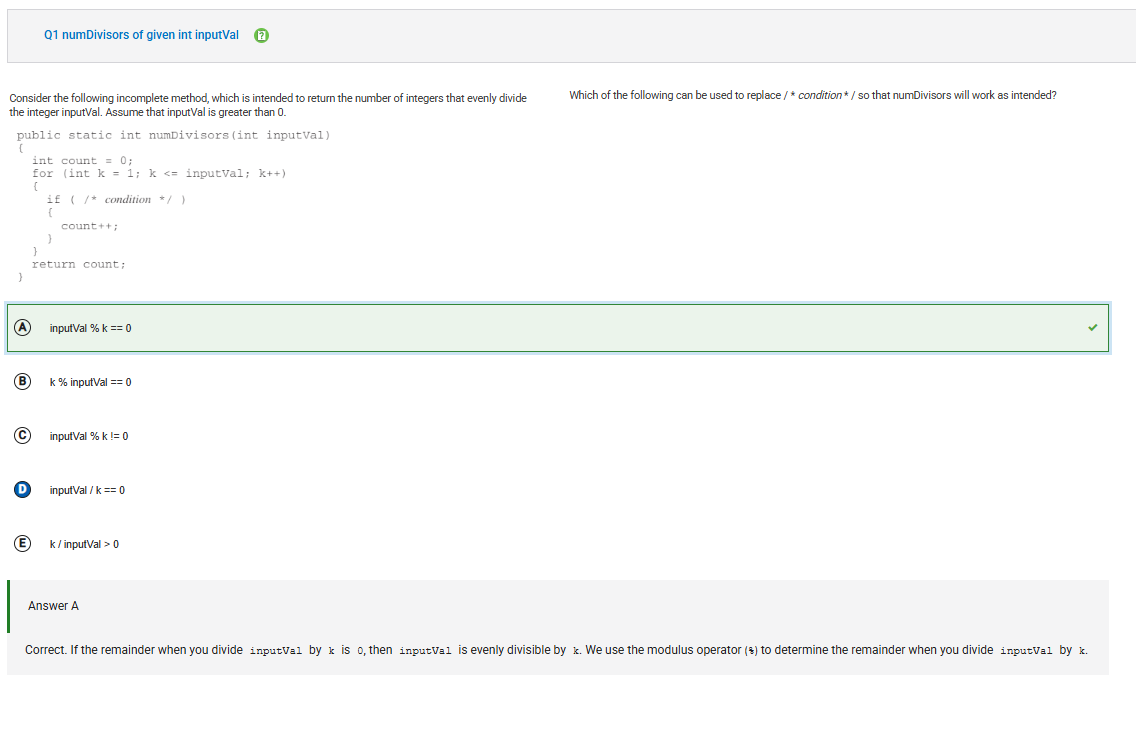 Q1 numDivisors of given int inputVal
Consider the following incomplete method, which is intended to return the number of integers that evenly divide
the integer inputVal. Assume that inputVal is greater than 0.
public static int numDivisors(int inputVal)
{
int count = 0;
for (int k = 1; k <= inputVal; k++)
{
if ( /* condition */ )
{
count++;
}
}
return count;
}
Which of the following can be used to replace / * condition * / so that numDivisors will work as intended?
A inputVal % k == 0
B k % inputVal == 0
C inputVal % k != 0
D inputVal / k == 0
E k / inputVal > 0
Answer A
Correct. If the remainder when you divide inputVal by k is 0, then inputVal is evenly divisible by k. We use the modulus operator (%) to determine the remainder when you divide inputVal by k.